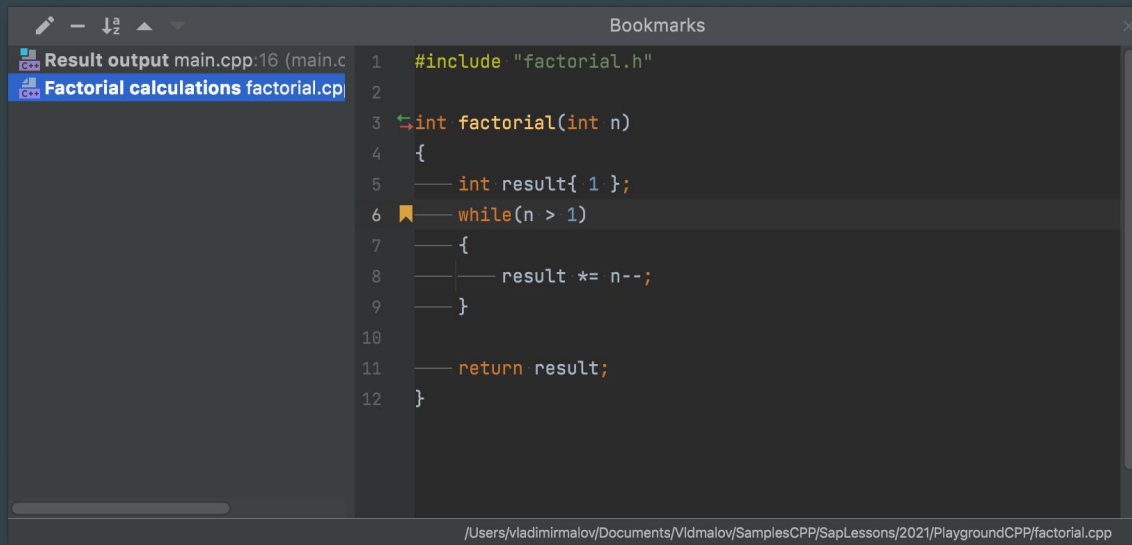 Bookmarks
Result output main.cpp:16 (main.c
Factorial calculations factorial.cp
1 #include "factorial.h"
2
3 int factorial(int n)
4 {
5 int result{ 1 };
6 while(n > 1)
7 {
8 result *= n--;
9 }
10
11 return result;
12 }
/Users/vladimirmalov/Documents/Vldmalov/SamplesCPP/SapLessons/2021/PlaygroundCPP/factorial.cpp